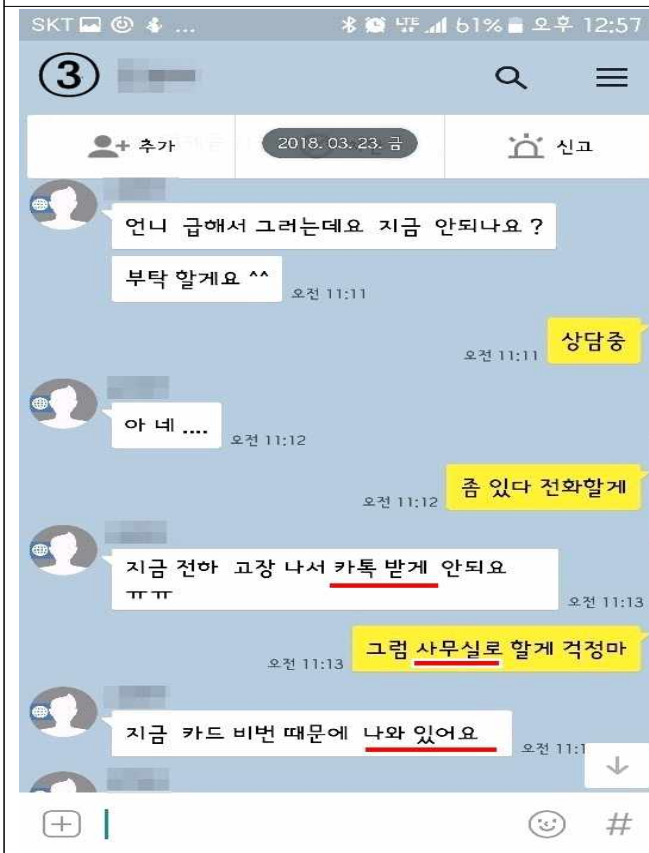 SKT ... LTE 61% 오후 12:57
③
추가 2018. 03. 23. 금 신고
언니 급해서 그러는데요 지금 안되나요 ?
부탁 할게요 ^^
오전 11:11
상담중
오전 11:11
아 네 ....
오전 11:12
좀 있다 전화할게
오전 11:12
지금 전하 고장 나서 카톡 받게 안되요
ㅠㅠ
오전 11:13
그럼 사무실로 할게 걱정마
오전 11:13
지금 카드 비번 때문에 나와 있어요
#